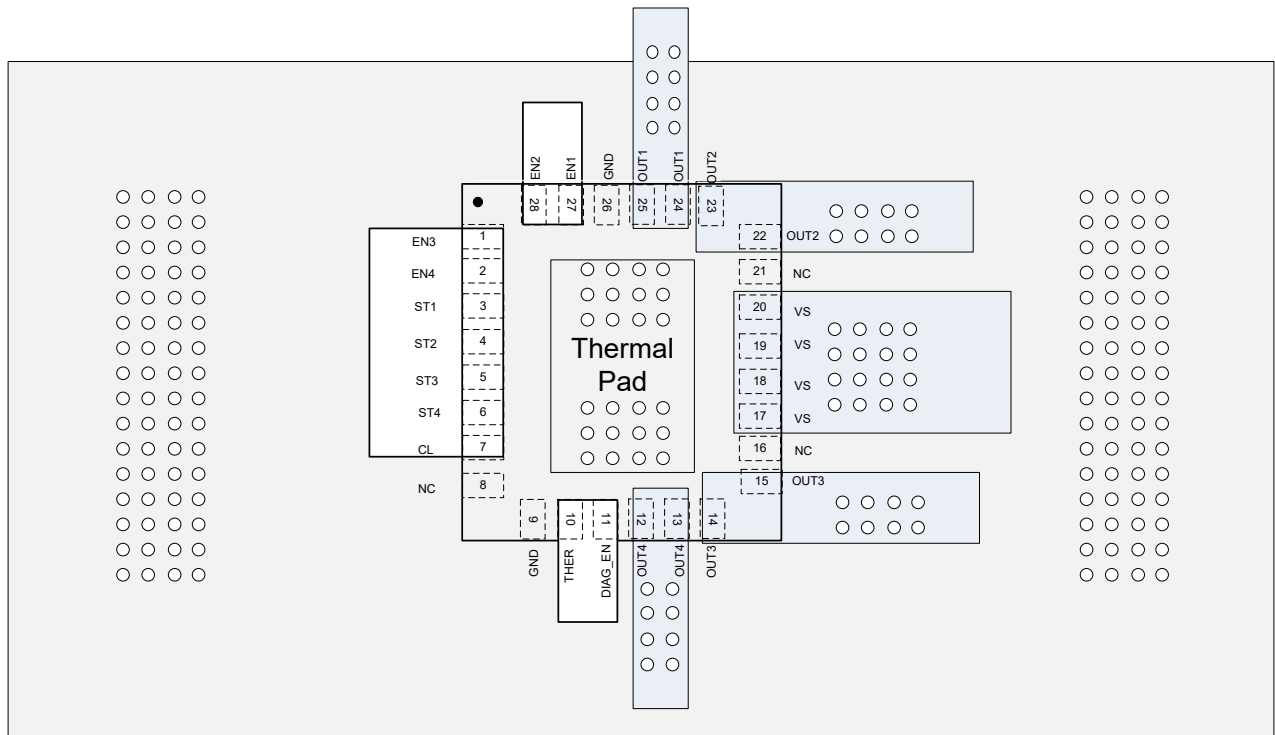 EN2
EN1
GND
OUT1
OUT1
OUT2
28
27
26
25
24
23
EN3 1
EN4 2
ST1 3
ST2 4
ST3 5
ST4 6
CL 7
NC 8
Thermal
Pad
22 OUT2
21 NC
20 VS
19 VS
18 VS
17 VS
16 NC
15 OUT3
9
10
11
12
13
14
GND
THER
DIAG_EN
OUT4
OUT4
OUT3